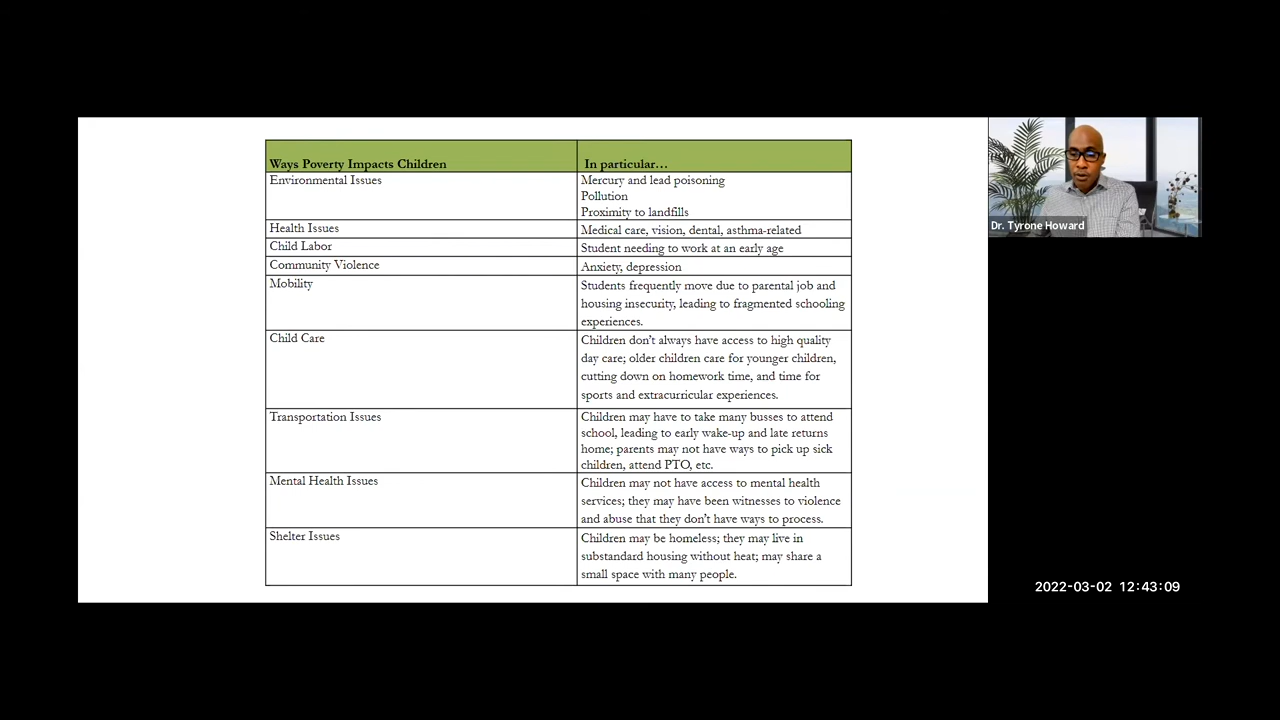 Ways Poverty Impacts Children
In particular…
Environmental Issues
Mercury and lead poisoning
Pollution
Proximity to landfills
Health Issues
Medical care, vision, dental, asthma-related
Child Labor
Student needing to work at an early age
Community Violence
Anxiety, depression
Mobility
Students frequently move due to parental job and
housing insecurity, leading to fragmented schooling
experiences.
Child Care
Children don’t always have access to high quality
day care; older children care for younger children,
cutting down on homework time, and time for
sports and extracurricular experiences.
Transportation Issues
Children may have to take many busses to attend
school, leading to early wake-up and late returns
home; parents may not have ways to pick up sick
children, attend PTO, etc.
Mental Health Issues
Children may not have access to mental health
services; they may have been witnesses to violence
and abuse that they don’t have ways to process.
Shelter Issues
Children may be homeless; they may live in
substandard housing without heat; may share a
small space with many people.
Dr. Tyrone Howard
2022-03-02 12:43:09